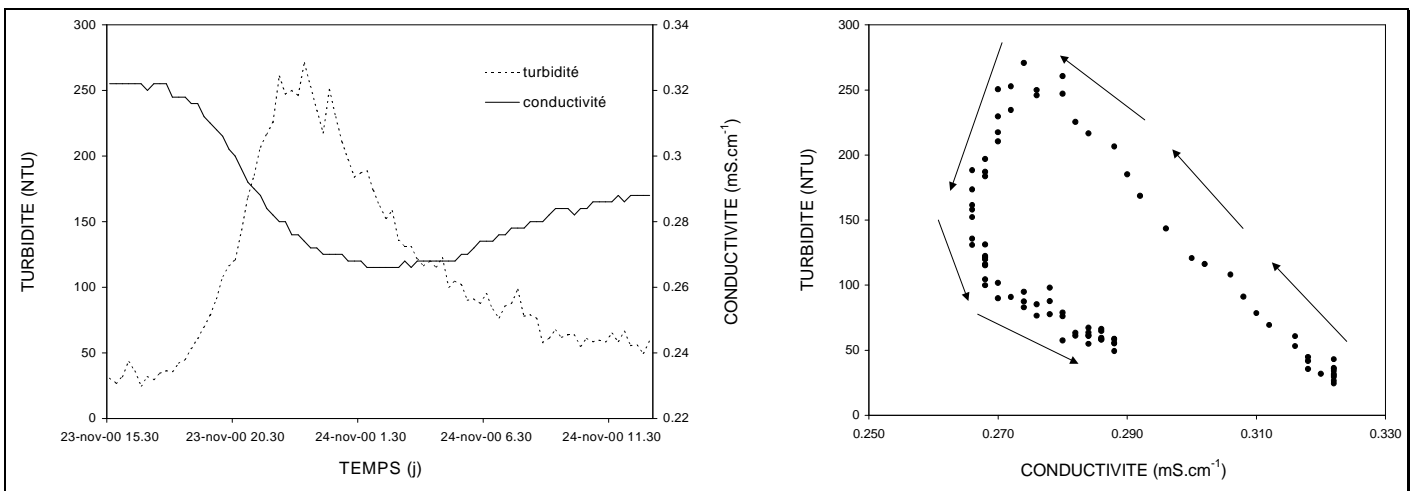 300
250
200
150
100
50
0
TURBIDITE (NTU)
turbidité
conductivité
0.34
0.32
0.3
0.28
0.26
0.24
0.22
CONDUCTIVITE (mS.cm-1)
23-nov-00 15.30 23-nov-00 20.30 24-nov-00 1.30 24-nov-00 6.30 24-nov-00 11.30
TEMPS (j)
300
250
200
150
100
50
0
TURBIDITE (NTU)
0.250 0.270 0.290 0.310 0.330
CONDUCTIVITE (mS.cm-1)